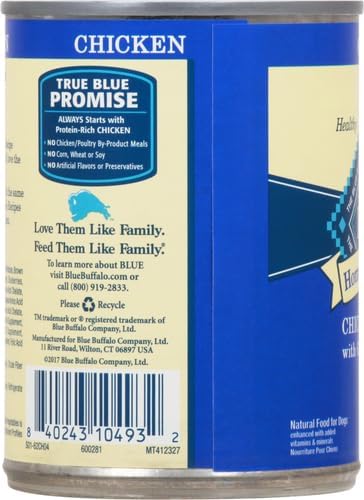 CHICKEN
TRUE BLUE
PROMISE
ALWAYS Starts with
Protein-Rich CHICKEN
• NO Chicken/Poultry By-Product Meals
• NO Corn, Wheat or Soy
• NO Artificial Flavors or Preservatives
Love Them Like Family.
Feed Them Like Family.®
To learn more about BLUE
visit BlueBuffalo.com or
call (800) 919-2833.
Please Recycle
TM trademark or ® registered trademark of
Blue Buffalo Company, Ltd.
Manufactured for Blue Buffalo Company, Ltd.
11 River Road, Wilton, CT 06897 USA
©2017 Blue Buffalo Company, Ltd.
8 40243 10493 2
S01-62CH04 600281 MT412327
Natural Food for Dogs
enhanced with added
vitamins & minerals
Nourriture Pour Chiens